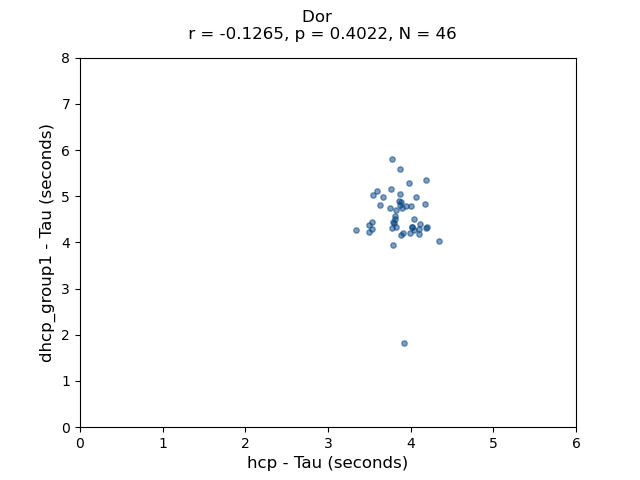 Dor
r = -0.1265, p = 0.4022, N = 46
8
7
6
5
4
3
2
1
0
dhcp_group1 - Tau (seconds)
0 1 2 3 4 5 6
hcp - Tau (seconds)